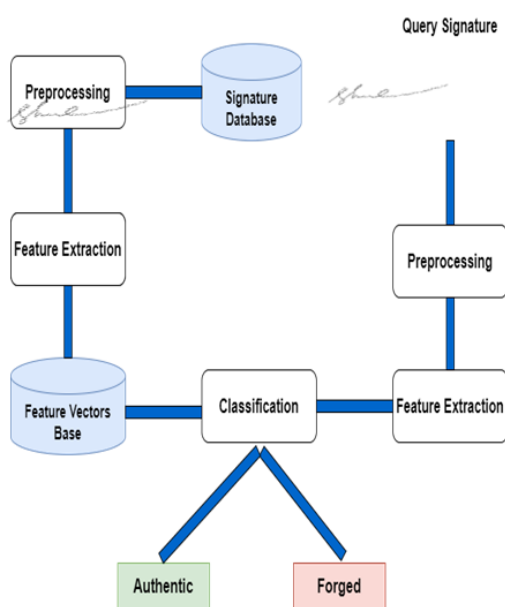 Query Signature
Preprocessing
Signature
Database
Feature Extraction
Preprocessing
Feature Vectors
Base
Classification
Feature Extraction
Authentic
Forged